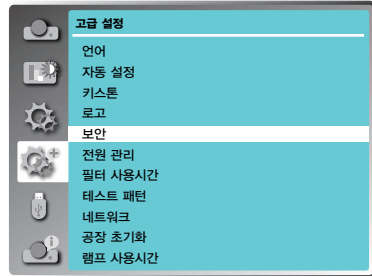 고급 설정
언어
자동 설정
키스톤
로고
보안
전원 관리
필터 사용시간
테스트 패턴
네트워크
공장 초기화
램프 사용시간